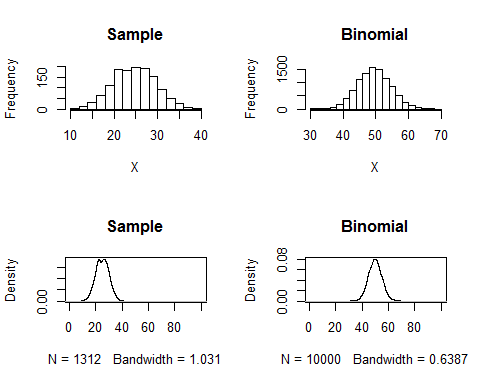 Sample
Frequency
0
150
10 20 30 40
X
Binomial
Frequency
0
1500
30 40 50 60 70
X
Sample
Density
0.00
0 20 40 60 80
N = 1312 Bandwidth = 1.031
Binomial
Density
0.00
0.08
0 20 40 60 80
N = 10000 Bandwidth = 0.6387